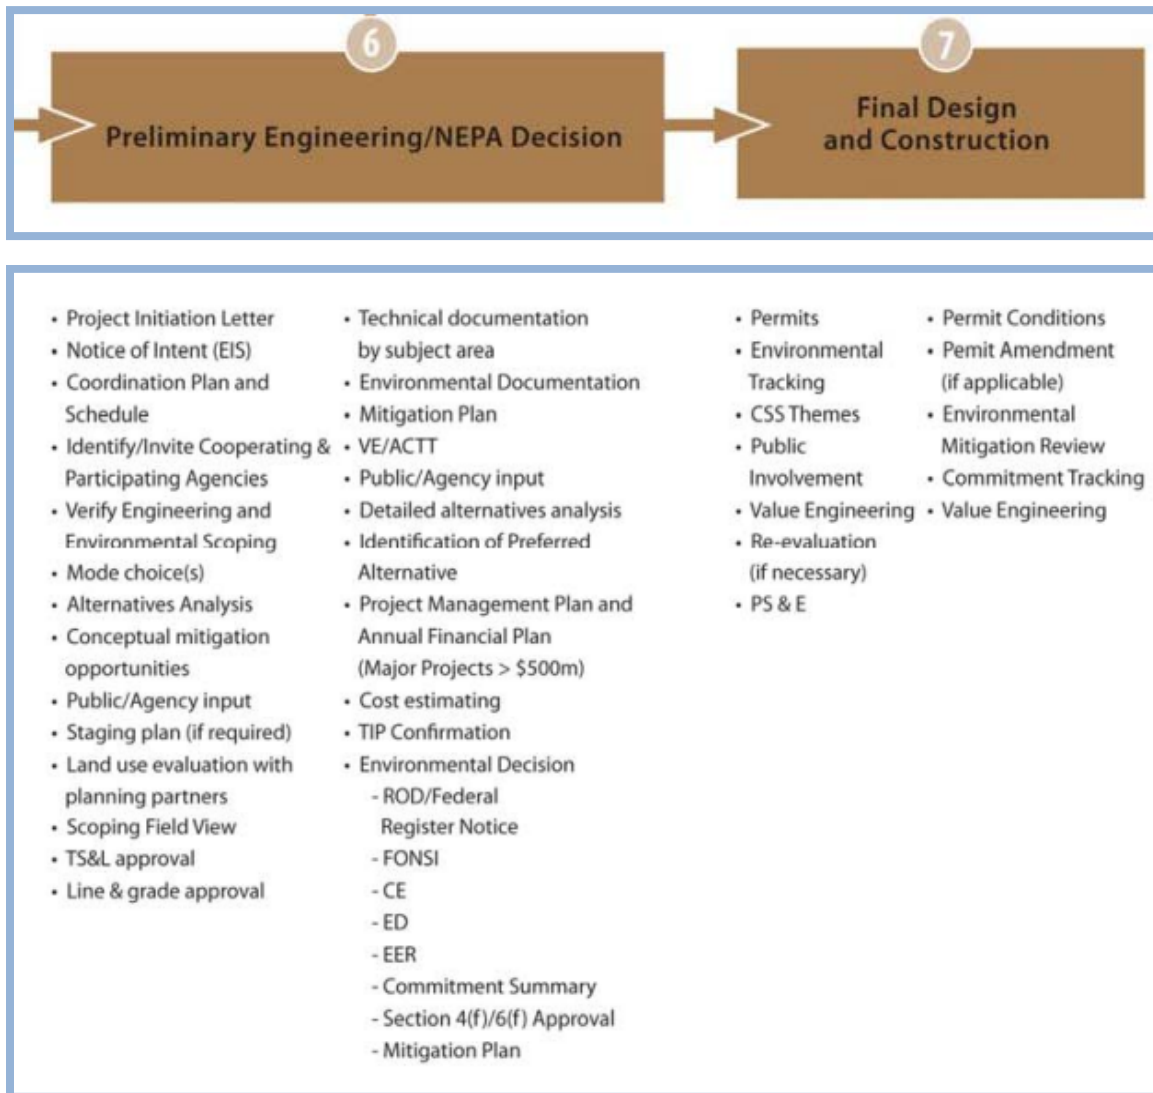 6
Preliminary Engineering/NEPA Decision
7
Final Design
and Construction
• Project Initiation Letter
• Notice of Intent (EIS)
• Coordination Plan and
Schedule
• Identify/Invite Cooperating &
Participating Agencies
• Verify Engineering and
Environmental Scoping
• Mode choice(s)
• Alternatives Analysis
• Conceptual mitigation
opportunities
• Public/Agency input
• Staging plan (if required)
• Land use evaluation with
planning partners
• Scoping Field View
• TS&L approval
• Line & grade approval
• Technical documentation
by subject area
• Environmental Documentation
• Mitigation Plan
• VE/ACTT
• Public/Agency input
• Detailed alternatives analysis
• Identification of Preferred
Alternative
• Project Management Plan and
Annual Financial Plan
(Major Projects > $500m)
• Cost estimating
• TIP Confirmation
• Environmental Decision
- ROD/Federal
Register Notice
- FONSI
- CE
- ED
- EER
- Commitment Summary
- Section 4(f)/6(f) Approval
- Mitigation Plan
• Permits
• Environmental
Tracking
• CSS Themes
• Public
Involvement
• Value Engineering
• Re-evaluation
(if necessary)
• PS & E
• Permit Conditions
• Pemit Amendment
(if applicable)
• Environmental
Mitigation Review
• Commitment Tracking
• Value Engineering